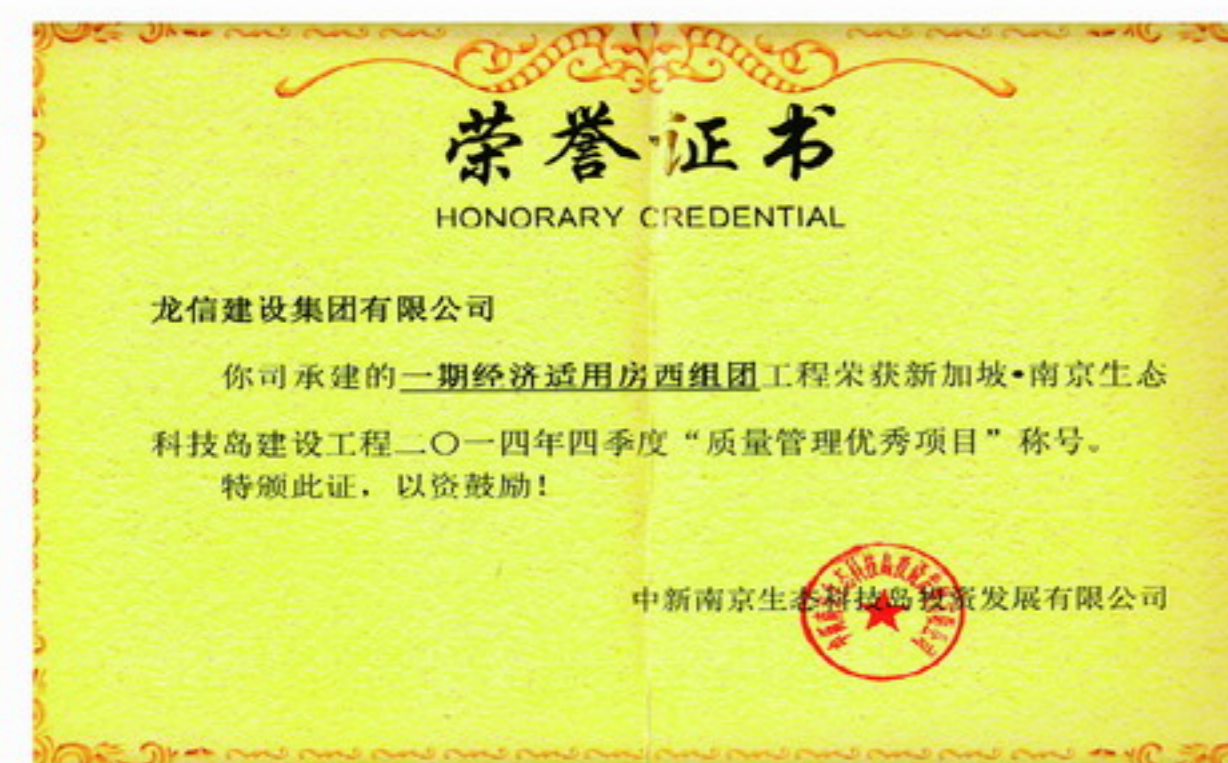 荣誉证书
HONORARY CREDENTIAL
龙信建设集团有限公司
你司承建的一期经济适用房西组团工程荣获新加坡•南京生态
科技岛建设工程二〇一四年四季度“质量管理优秀项目”称号。
特颁此证，以资鼓励！
中新南京生态科技岛投资发展有限公司